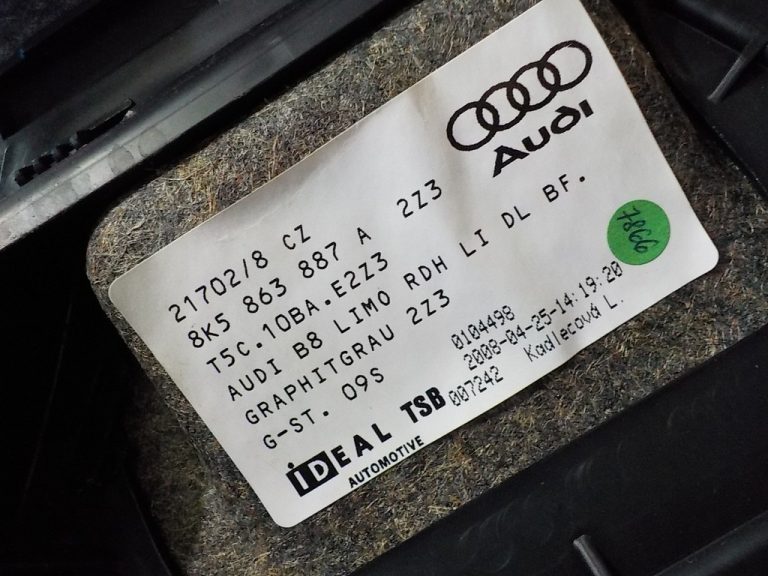 Audi
21702/8 CZ
8K5 863 887 A 2Z3
T5C.10BA.E2Z3
AUDI B8 LIMO RDH LI DL BF.
GRAPHITGRAU 2Z3
G-ST. 09S
0104498
2008-04-25-14:19:20
007242 Kadlecová L.
IDEAL TSB
AUTOMOTIVE
7866